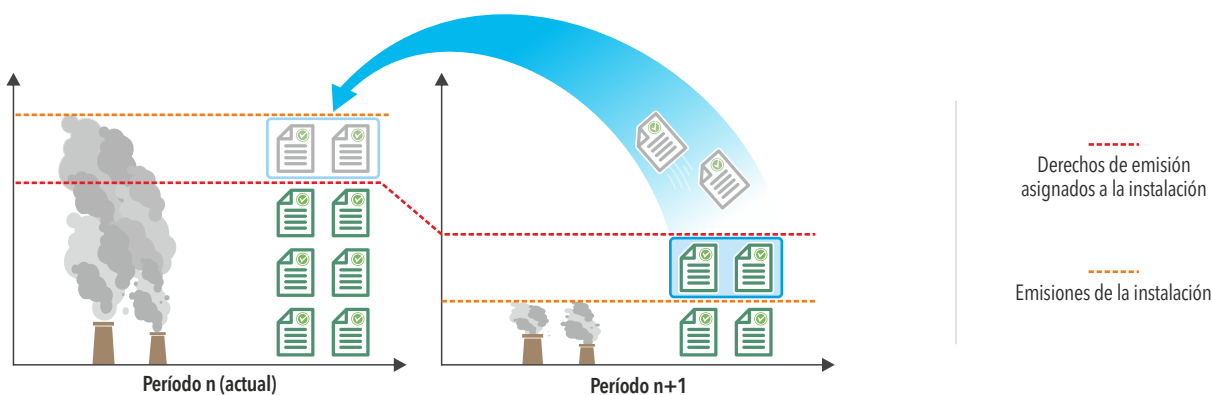 Período n (actual)
Período n+1
Derechos de emisión
asignados a la instalación
Emisiones de la instalación